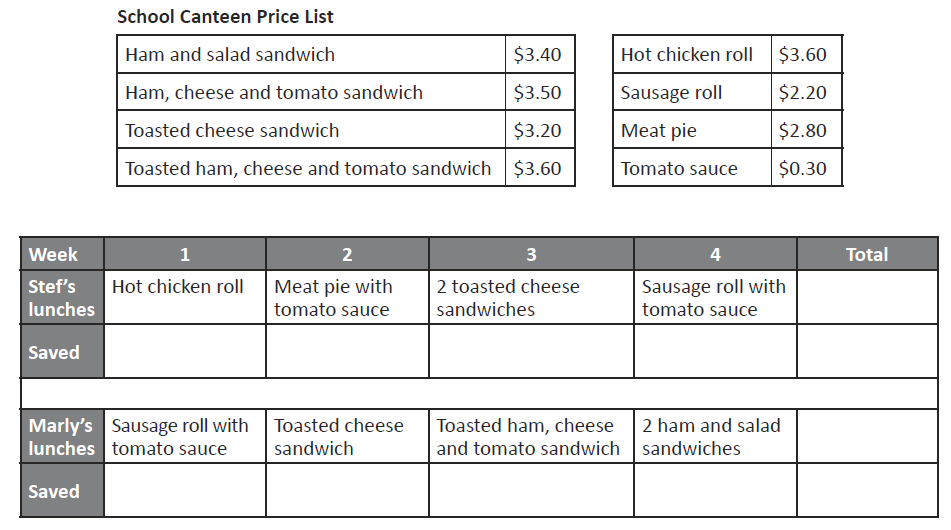 School Canteen Price List
Ham and salad sandwich $3.40
Ham, cheese and tomato sandwich $3.50
Toasted cheese sandwich $3.20
Toasted ham, cheese and tomato sandwich $3.60
Hot chicken roll $3.60
Sausage roll $2.20
Meat pie $2.80
Tomato sauce $0.30
Week 1 2 3 4 Total
Stef’s Hot chicken roll Meat pie with 2 toasted cheese Sausage roll with
lunches tomato sauce sandwiches tomato sauce
Saved
Marly’s Sausage roll with Toasted cheese Toasted ham, cheese 2 ham and salad
lunches tomato sauce sandwich and tomato sandwich sandwiches
Saved